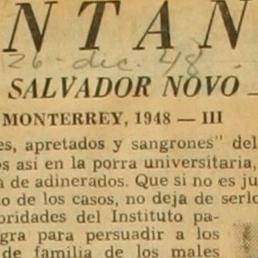 NTAN
26-dic. 48
SALVADOR NOVO
MONTERREY, 1948 — III
es, apretados y sangrones" del
os así en la porra universitaria,
a de adinerados. Que si no es ju
to de los casos, no deja de serlo
oridades del Instituto pa-
gra para persuadir a los
de familia de los males